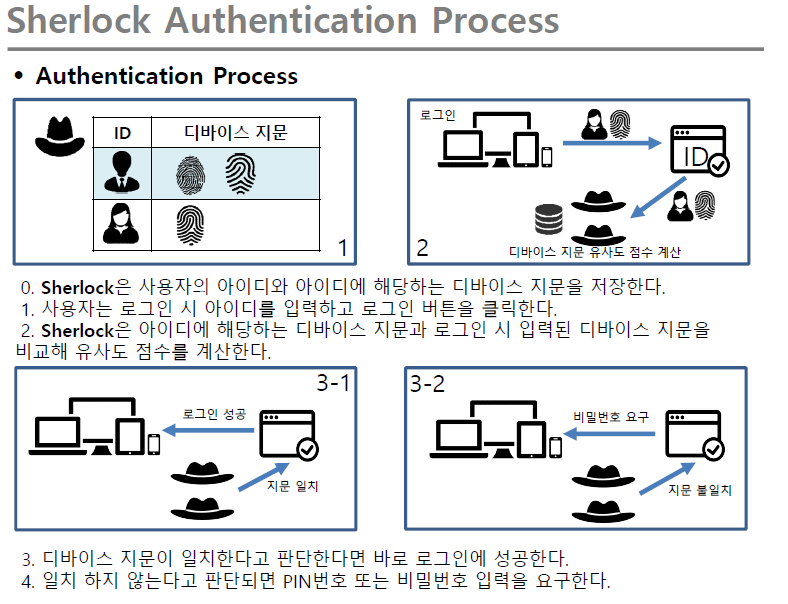 Sherlock Authentication Process
• Authentication Process
ID 디바이스 지문
1
로그인
ID
2
디바이스 지문 유사도 점수 계산
0. Sherlock은 사용자의 아이디와 아이디에 해당하는 디바이스 지문을 저장한다.
1. 사용자는 로그인 시 아이디를 입력하고 로그인 버튼을 클릭한다.
2. Sherlock은 아이디에 해당하는 디바이스 지문과 로그인 시 입력된 디바이스 지문을
비교해 유사도 점수를 계산한다.
3-1
로그인 성공
지문 일치
3-2
비밀번호 요구
지문 불일치
3. 디바이스 지문이 일치한다고 판단한다면 바로 로그인에 성공한다.
4. 일치 하지 않는다고 판단되면 PIN번호 또는 비밀번호 입력을 요구한다.